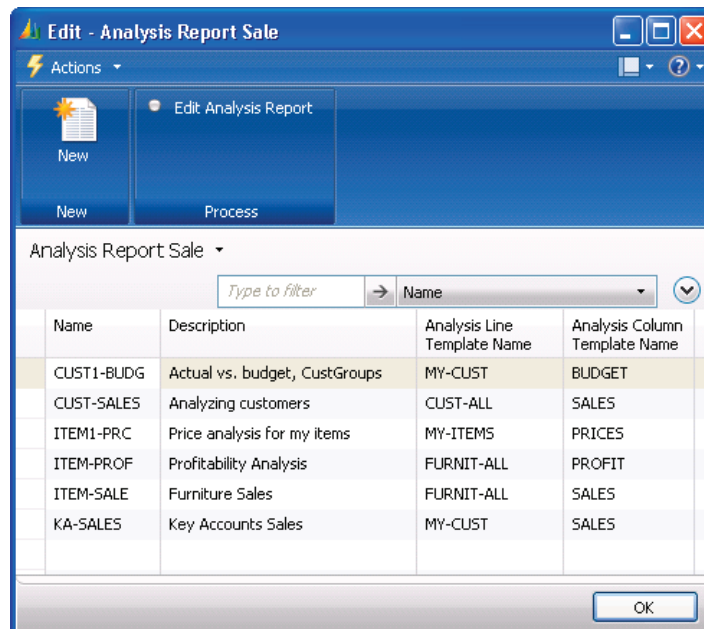 Edit - Analysis Report Sale
Actions
New
Edit Analysis Report
New
Process
Analysis Report Sale
Type to filter
Name
Name Description Analysis Line Template Name Analysis Column Template Name
CUST1-BUDG Actual vs. budget, CustGroups MY-CUST BUDGET
CUST-SALES Analyzing customers CUST-ALL SALES
ITEM1-PRC Price analysis for my items MY-ITEMS PRICES
ITEM-PROF Profitability Analysis FURNIT-ALL PROFIT
ITEM-SALE Furniture Sales FURNIT-ALL SALES
KA-SALES Key Accounts Sales MY-CUST SALES
OK